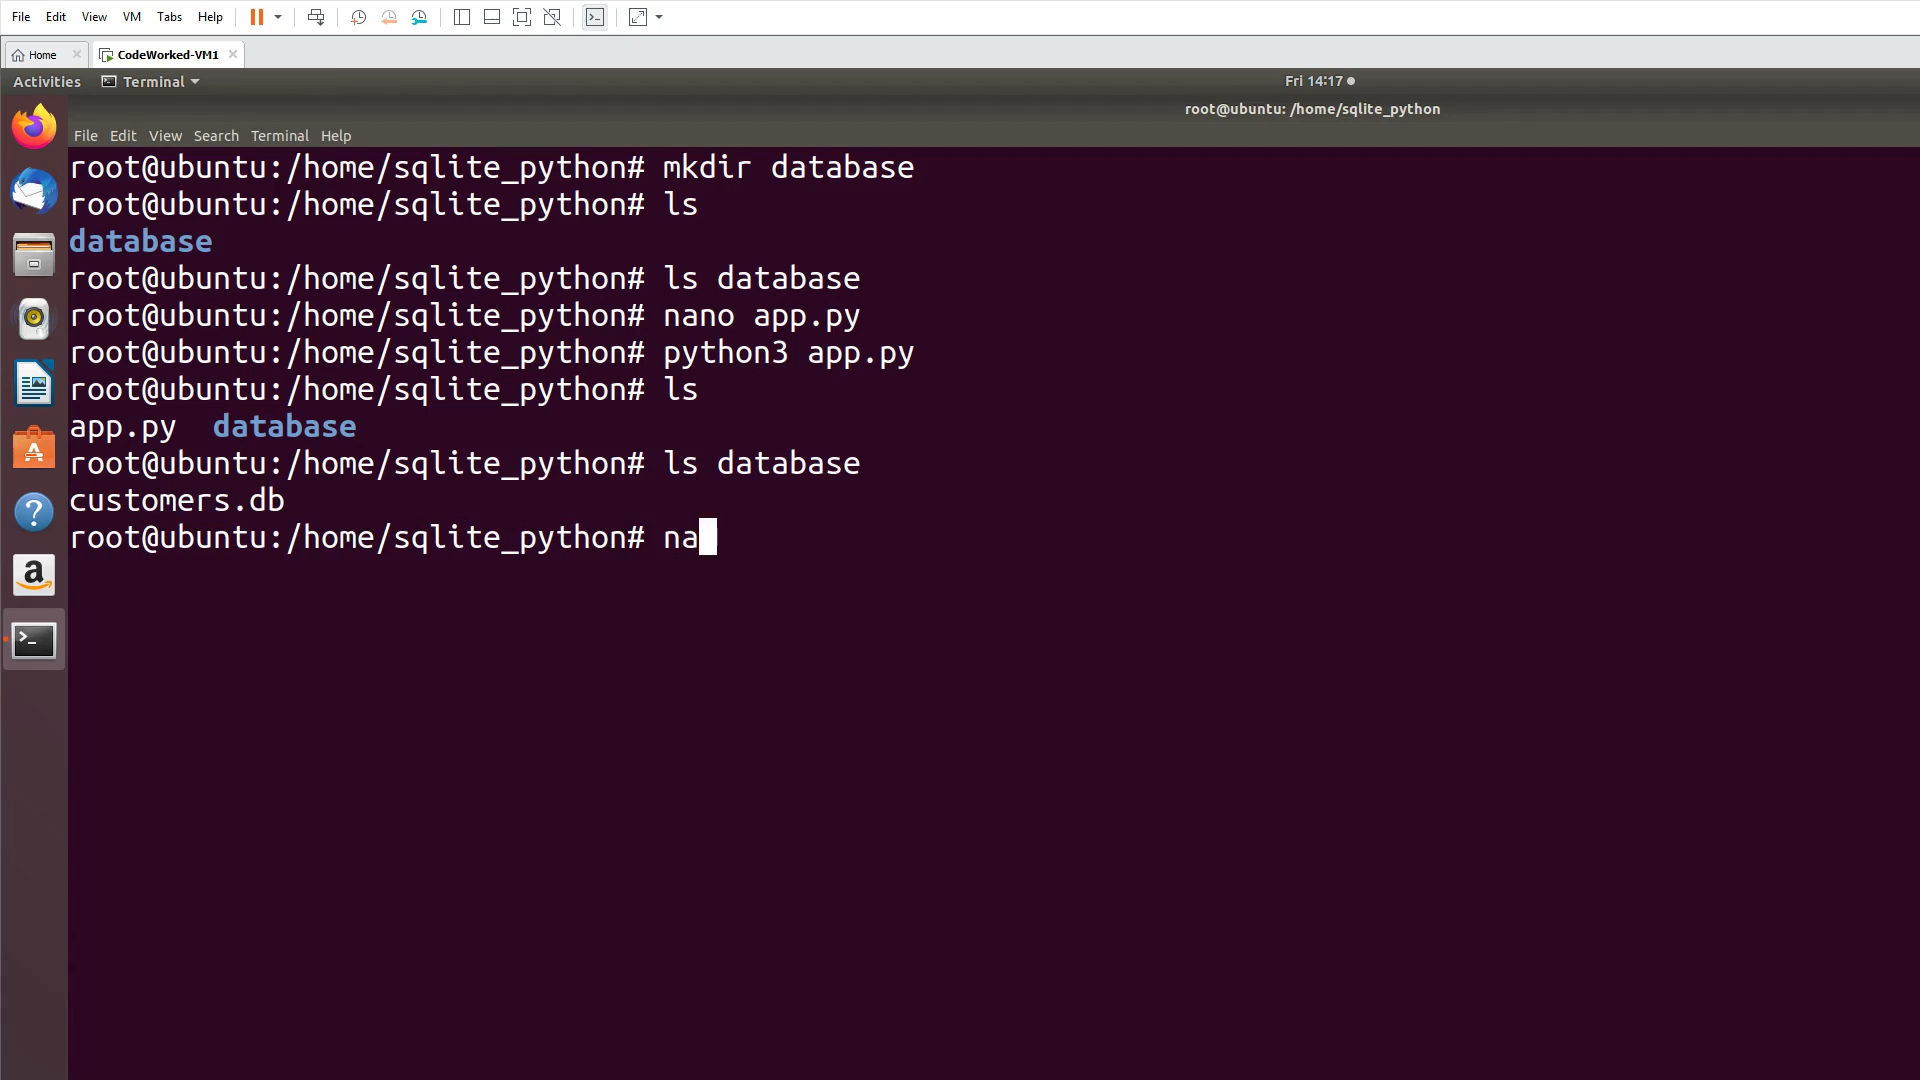 File Edit View VM Tabs Help
Home CodeWorked-VM1
Activities Terminal Fri 14:17
root@ubuntu: /home/sqlite_python
File Edit View Search Terminal Help
root@ubuntu:/home/sqlite_python# mkdir database
root@ubuntu:/home/sqlite_python# ls
database
root@ubuntu:/home/sqlite_python# ls database
root@ubuntu:/home/sqlite_python# nano app.py
root@ubuntu:/home/sqlite_python# python3 app.py
root@ubuntu:/home/sqlite_python# ls
app.py database
root@ubuntu:/home/sqlite_python# ls database
customers.db
root@ubuntu:/home/sqlite_python# na